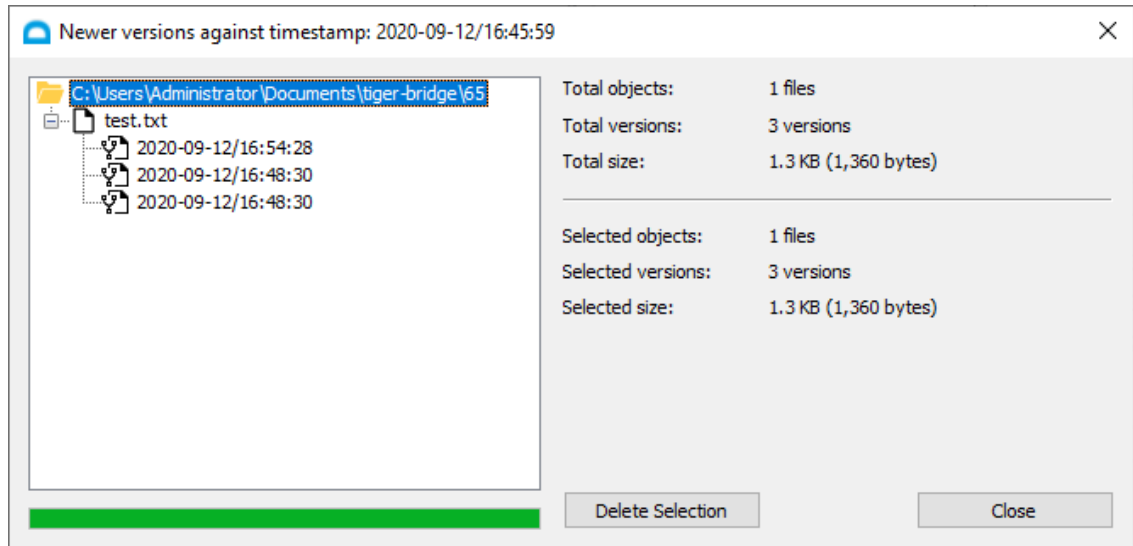 Newer versions against timestamp: 2020-09-12/16:45:59
C:\Users\Administrator\Documents\tiger-bridge\65
test.txt
2020-09-12/16:54:28
2020-09-12/16:48:30
2020-09-12/16:48:30
Total objects: 1 files
Total versions: 3 versions
Total size: 1.3 KB (1,360 bytes)
Selected objects: 1 files
Selected versions: 3 versions
Selected size: 1.3 KB (1,360 bytes)
Delete Selection Close